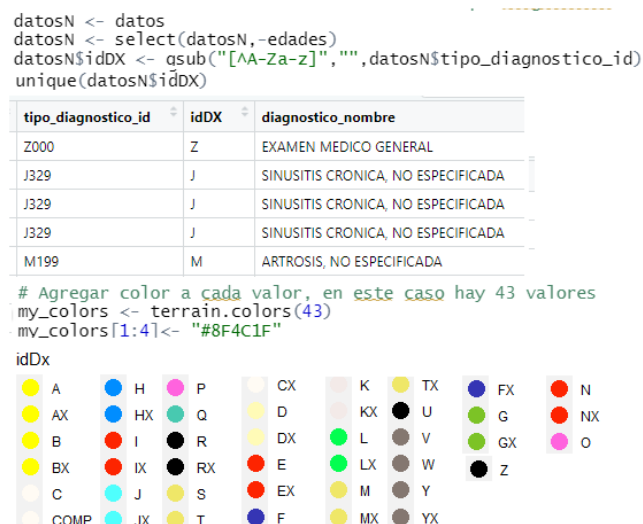 datosN <- datos
datosN <- select(datosN,-edades)
datosN$idDX <- gsub("[^A-Za-z]","",datosN$tipo_diagnostico_id)
unique(datosN$idDX)
tipo_diagnostico_id idDX diagnostico_nombre
Z000 Z EXAMEN MEDICO GENERAL
J329 J SINUSITIS CRONICA, NO ESPECIFICADA
J329 J SINUSITIS CRONICA, NO ESPECIFICADA
J329 J SINUSITIS CRONICA, NO ESPECIFICADA
M199 M ARTROSIS, NO ESPECIFICADA
# Agregar color a cada valor, en este caso hay 43 valores
my_colors <- terrain.colors(43)
my_colors[1:4]<- "#8F4C1F"
idDx
A H P CX K TX FX N
AX HX Q D KX U G NX
B I R DX L V GX O
BX IX RX E LX W Z
C J S EX M Y
COMP JX T F MX YX